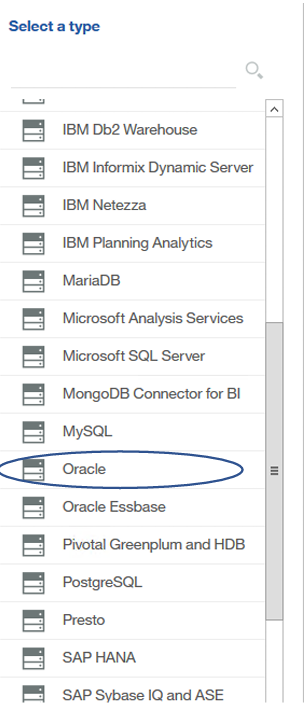 Select a type
IBM Db2 Warehouse
IBM Informix Dynamic Server
IBM Netezza
IBM Planning Analytics
MariaDB
Microsoft Analysis Services
Microsoft SQL Server
MongoDB Connector for BI
MySQL
Oracle
Oracle Essbase
Pivotal Greenplum and HDB
PostgreSQL
Presto
SAP HANA
SAP Sybase IQ and ASE